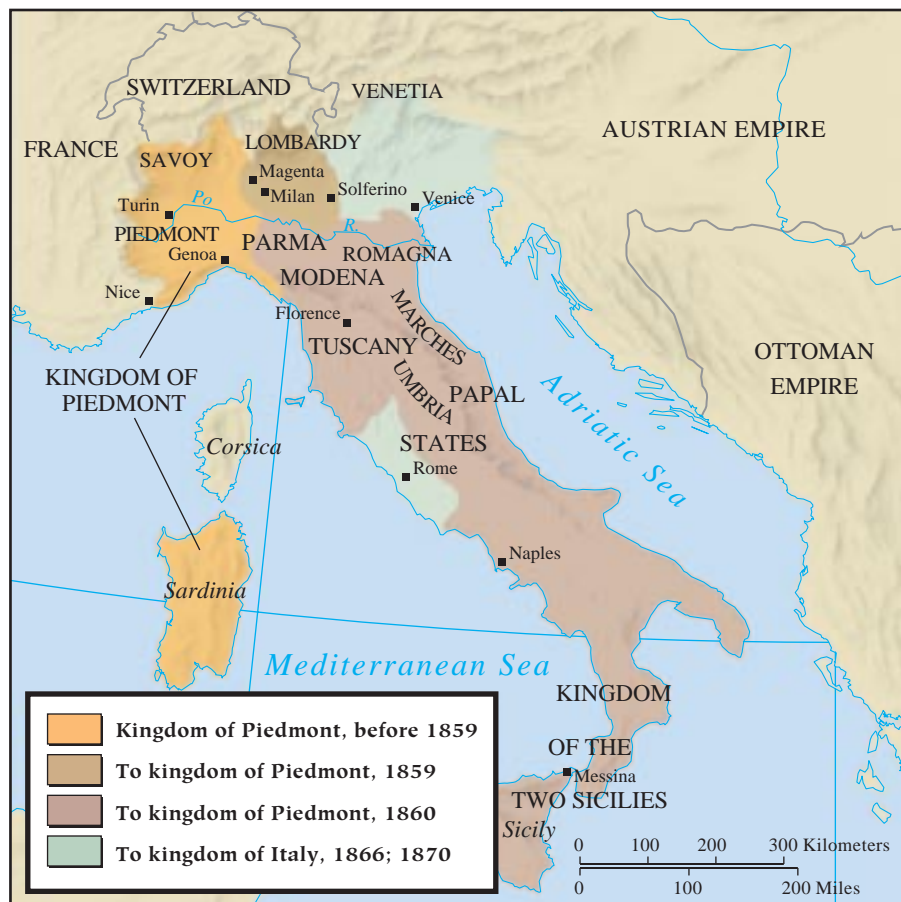 SWITZERLAND
VENETIA
AUSTRIAN EMPIRE
FRANCE
LOMBARDY
SAVOY
Magenta
Milan
Solferino
Venice
Po
R.
Turin
PIEDMONT
PARMA
ROMAGNA
Genoa
MODENA
Nice
Florence
MARCHES
TUSCANY
OTTOMAN
EMPIRE
KINGDOM OF
PIEDMONT
UMBRIA
PAPAL
STATES
Adriatic Sea
Corsica
Rome
Naples
Sardinia
Mediterranean Sea
KINGDOM
OF THE
Messina
TWO SICILIES
Sicily
Kingdom of Piedmont, before 1859
To kingdom of Piedmont, 1859
To kingdom of Piedmont, 1860
To kingdom of Italy, 1866; 1870
0 100 200 300 Kilometers
0 100 200 Miles